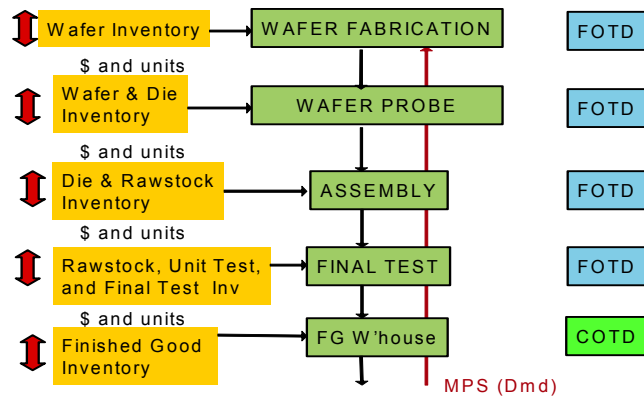 Wafer Inventory
WAFER FABRICATION
FOTD
$ and units
Wafer & Die
Inventory
WAFER PROBE
FOTD
$ and units
Die & Rawstock
Inventory
ASSEMBLY
FOTD
$ and units
Rawstock, Unit Test,
and Final Test Inv
FINAL TEST
FOTD
$ and units
Finished Good
Inventory
FG W'house
COTD
MPS (Dmd)